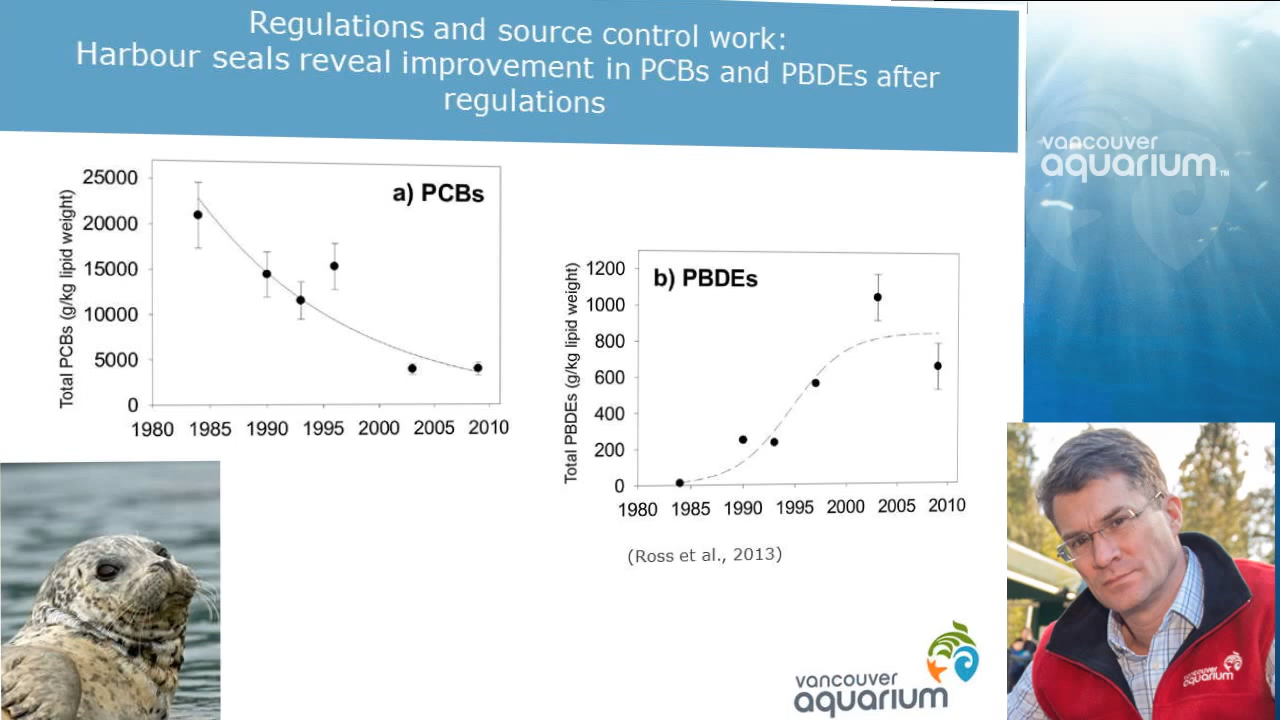 Regulations and source control work:
Harbour seals reveal improvement in PCBs and PBDEs after
regulations
vancouver
aquarium™
a) PCBs
Total PCBs (g/kg lipid weight)
25000
20000
15000
10000
5000
0
1980 1985 1990 1995 2000 2005 2010
b) PBDEs
Total PBDEs (g/kg lipid weight)
1200
1000
800
600
400
200
0
1980 1985 1990 1995 2000 2005 2010
(Ross et al., 2013)
vancouver
aquarium
vancouver
aquarium